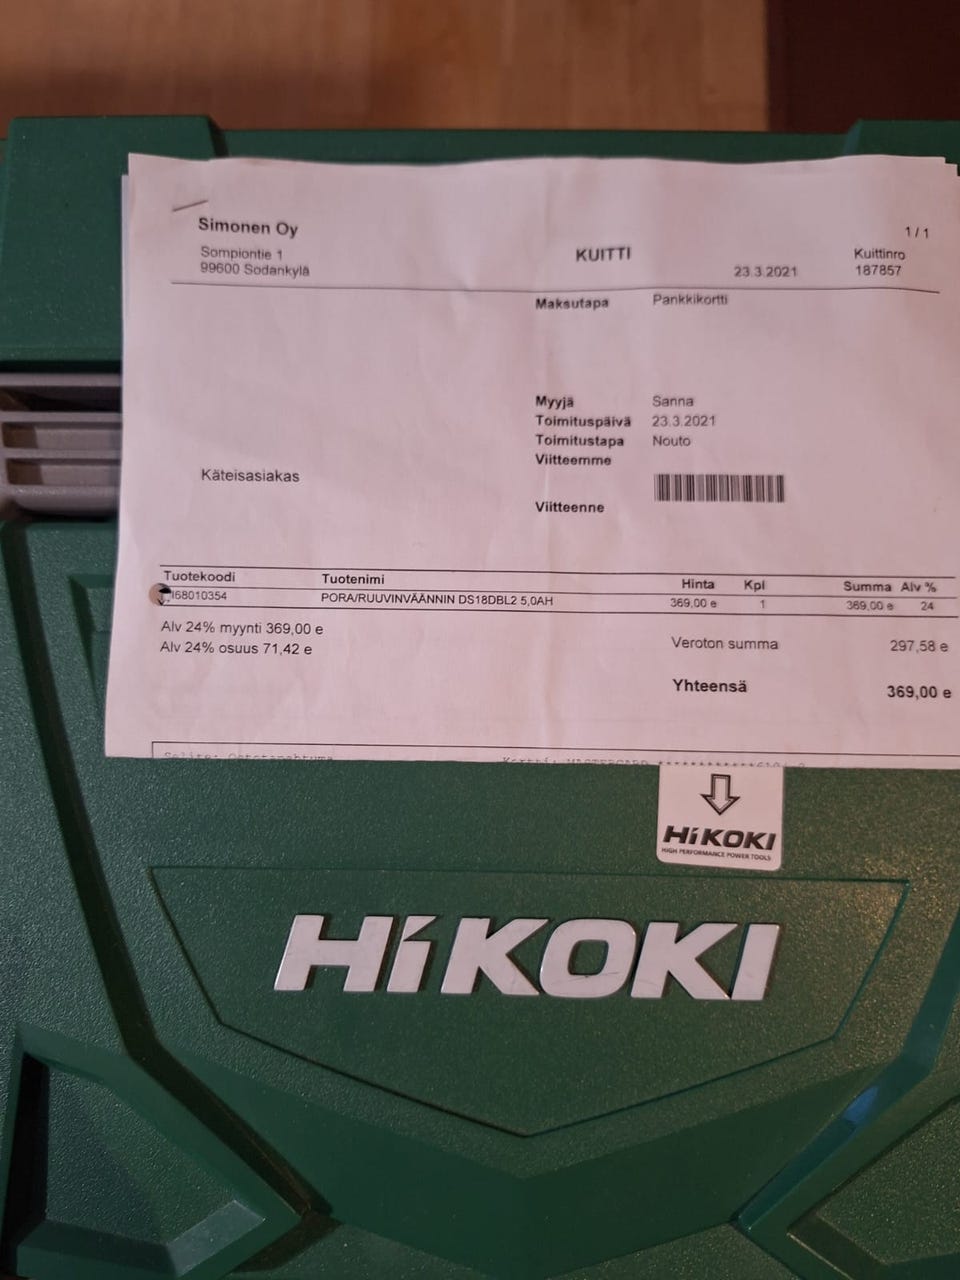 Simonen Oy
Sompiontie 1
99600 Sodankylä
KUITTI
23.3.2021
1/1
Kuittinro
187857
Maksutapa Pankkikortti
Myyjä Sanna
Toimituspäivä 23.3.2021
Toimitustapa Nouto
Viitteemme
Käteisasiakas
Viitteenne
Tuotekoodi Tuotenimi Hinta Kpl Summa Alv %
I68010354 PORA/RUUVINVÄÄNNIN DS18DBL2 5,0AH 369,00 e 1 369,00 e 24
Alv 24% myynti 369,00 e
Alv 24% osuus 71,42 e
Veroton summa 297,58 e
Yhteensä 369,00 e
HiKOKI
HIGH PERFORMANCE POWER TOOLS
HiKOKI